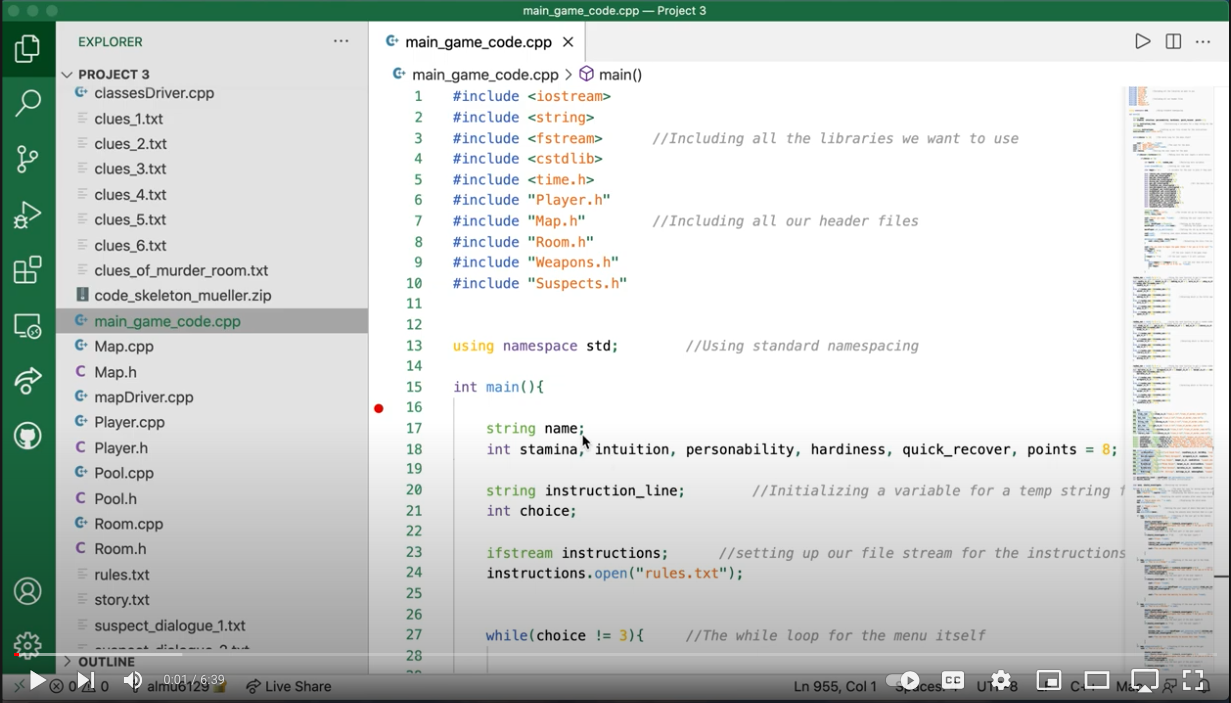 main_game_code.cpp — Project 3
EXPLORER
main_game_code.cpp
PROJECT 3
main_game_code.cpp > main()
classesDriver.cpp
clues_1.txt
clues_2.txt
clues_3.txt
clues_4.txt
clues_5.txt
clues_6.txt
clues_of_murder_room.txt
code_skeleton_mueller.zip
main_game_code.cpp
Map.cpp
Map.h
mapDriver.cpp
Player.cpp
Player.h
Pool.cpp
Pool.h
Room.cpp
Room.h
rules.txt
story.txt
suspect_dialogue_1.txt
OUTLINE
1 #include <iostream>
2 #include <string>
3 #include <fstream> //Including all the libraries we want to use
4 #include <cstdlib>
5 #include <time.h>
6 #include "Player.h"
7 #include "Map.h" //Including all our header files
8 #include "Room.h"
9 #include "Weapons.h"
10 #include "Suspects.h"
11
12
13 using namespace std; //Using standard namespacing
14
15 int main(){
16
17 string name;
18 int stamina, intuition, personability, hardiness, quick_recover, points = 8;
19
20 string instruction_line; //Initializing a variable for a temp string
21 int choice;
22
23 ifstream instructions; //setting up our file stream for the instructions
24 instructions.open("rules.txt");
25
26
27 while(choice != 3){ //The while loop for the menu itself
28
0:01 / 6:39
almu6129
Live Share
Ln 955, Col 1
CC